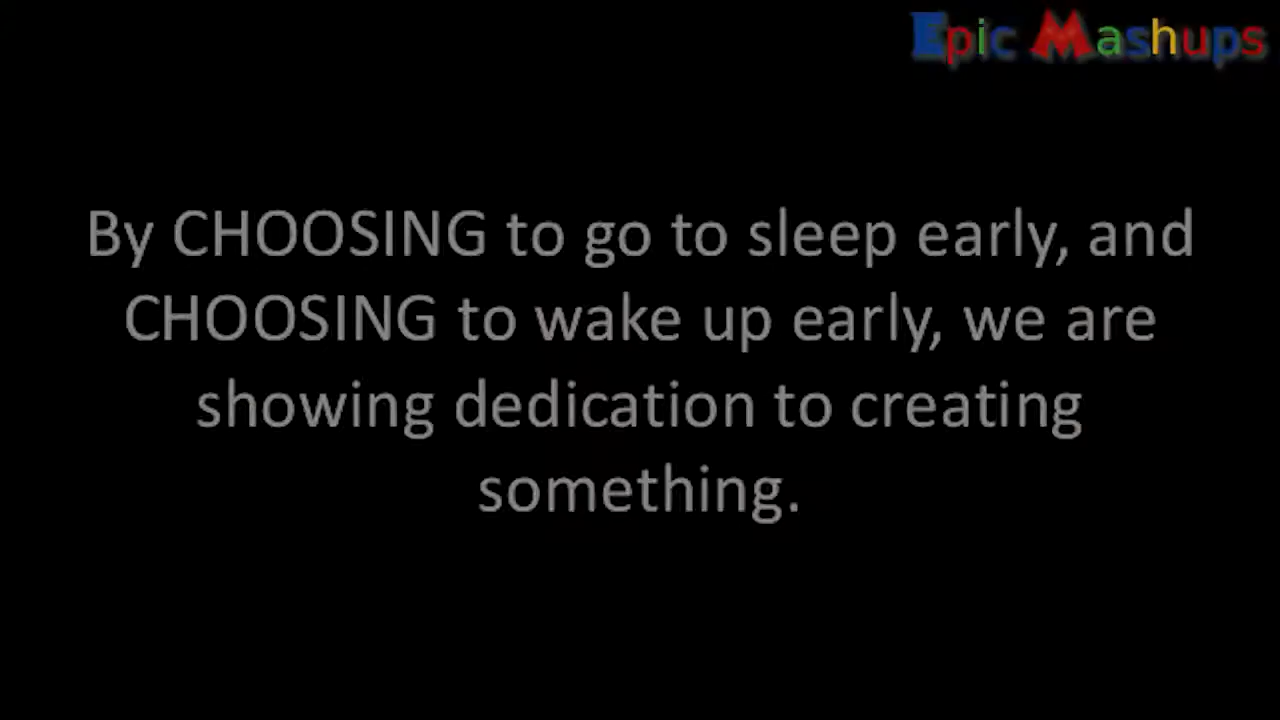 Epic Mashups
By CHOOSING to go to sleep early, and
CHOOSING to wake up early, we are
showing dedication to creating
something.